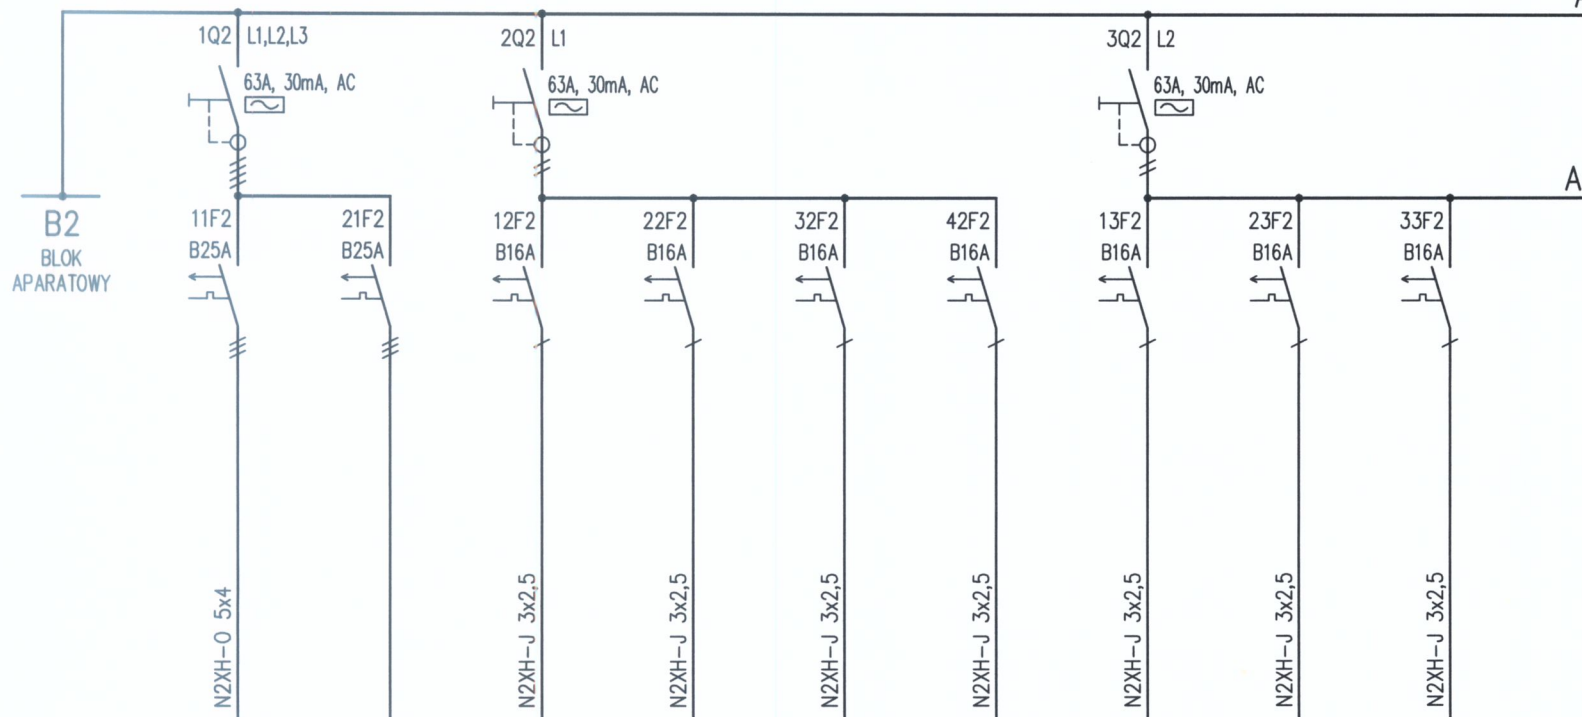 1Q2 L1,L2,L3
2Q2 L1
3Q2 L2
63A, 30mA, AC
63A, 30mA, AC
63A, 30mA, AC
A
B2
BLOK
APARATOWY
11F2
B25A
21F2
B25A
12F2
B16A
22F2
B16A
32F2
B16A
42F2
B16A
13F2
B16A
23F2
B16A
33F2
B16A
N2XH-O 5x4
N2XH-J 3x2,5
N2XH-J 3x2,5
N2XH-J 3x2,5
N2XH-J 3x2,5
N2XH-J 3x2,5
N2XH-J 3x2,5
N2XH-J 3x2,5